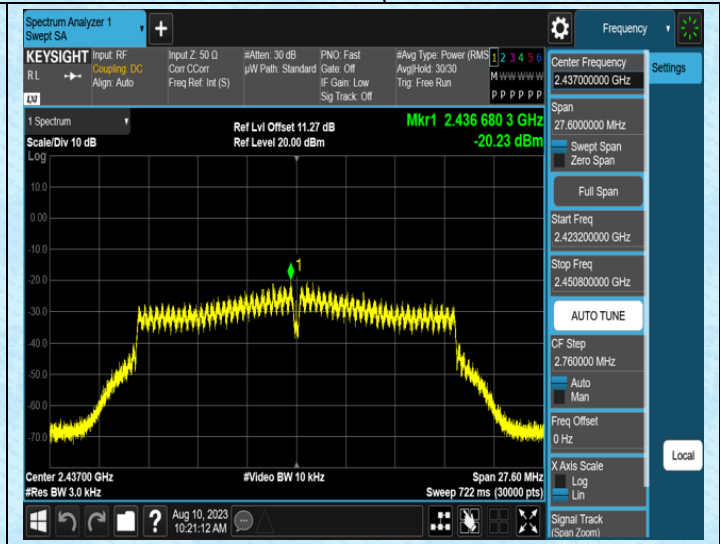 Spectrum Analyzer 1
Swept SA
+
Frequency
KEYSIGHT
RL
LXI
Input: RF
Coupling: DC
Align: Auto
Input Z: 50 Ω
Corr CCorr
Freq Ref: Int (S)
#Atten: 30 dB
µW Path: Standard
PNO: Fast
Gate: Off
IF Gain: Low
Sig Track: Off
#Avg Type: Power (RMS
Avg|Hold: 30/30
Trig: Free Run
1 2 3 4 5 6
M W W W W W
P P P P P P
1 Spectrum
Scale/Div 10 dB
Ref Lvl Offset 11.27 dB
Ref Level 20.00 dBm
Mkr1 2.436 680 3 GHz
-20.23 dBm
Log
10.0
0.00
-10.0
-20.0
-30.0
-40.0
-50.0
-60.0
-70.0
1
Center 2.43700 GHz
#Res BW 3.0 kHz
#Video BW 10 kHz
Span 27.60 MHz
Sweep 722 ms (30000 pts)
Center Frequency
2.437000000 GHz
Settings
Span
27.6000000 MHz
Swept Span
Zero Span
Full Span
Start Freq
2.423200000 GHz
Stop Freq
2.450800000 GHz
AUTO TUNE
CF Step
2.760000 MHz
Auto
Man
Freq Offset
0 Hz
X Axis Scale
Log
Lin
Local
Signal Track
(Span Zoom)
?
Aug 10, 2023
10:21:12 AM